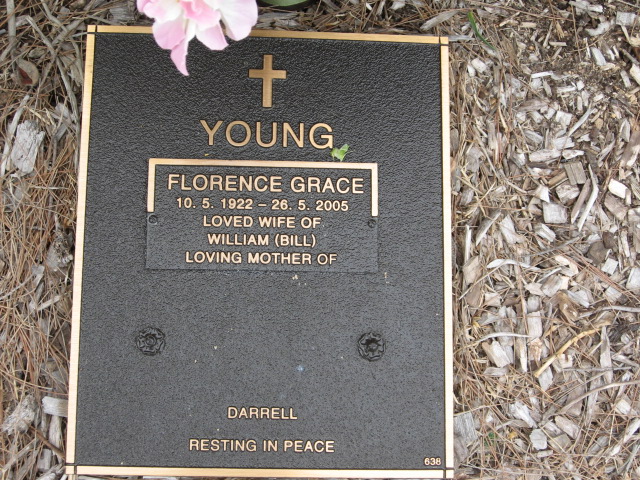 YOUNG
FLORENCE GRACE
10. 5. 1922 – 26. 5. 2005
LOVED WIFE OF
WILLIAM (BILL)
LOVING MOTHER OF
DARRELL
RESTING IN PEACE
638